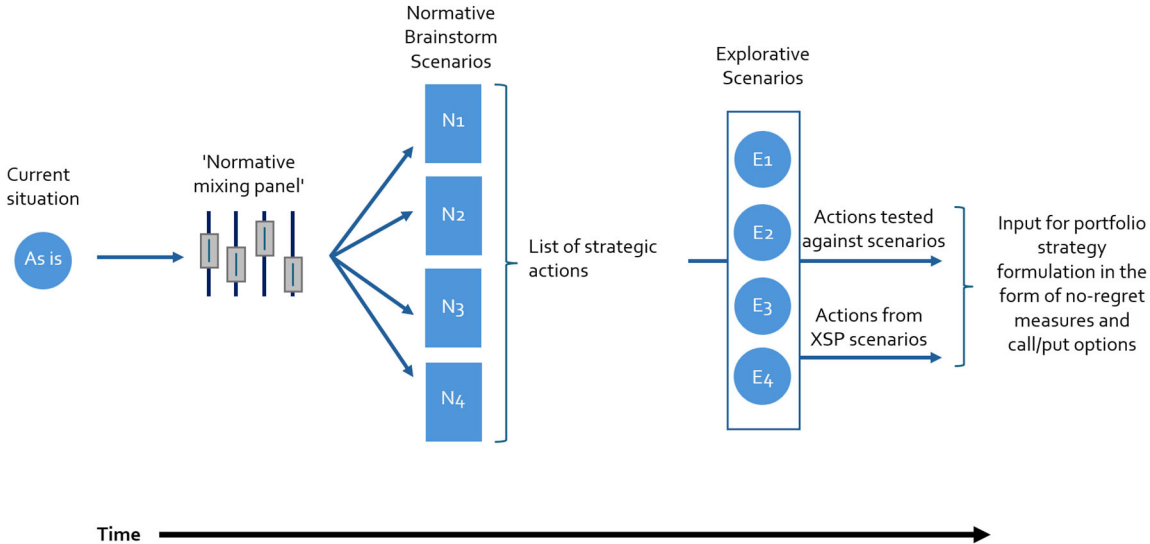 Current
situation
As is
'Normative
mixing panel'
Normative
Brainstorm
Scenarios
N1
N2
N3
N4
List of strategic
actions
Explorative
Scenarios
E1
E2
E3
E4
Actions tested
against scenarios
Actions from
XSP scenarios
Input for portfolio
strategy
formulation in the
form of no-regret
measures and
call/put options
Time